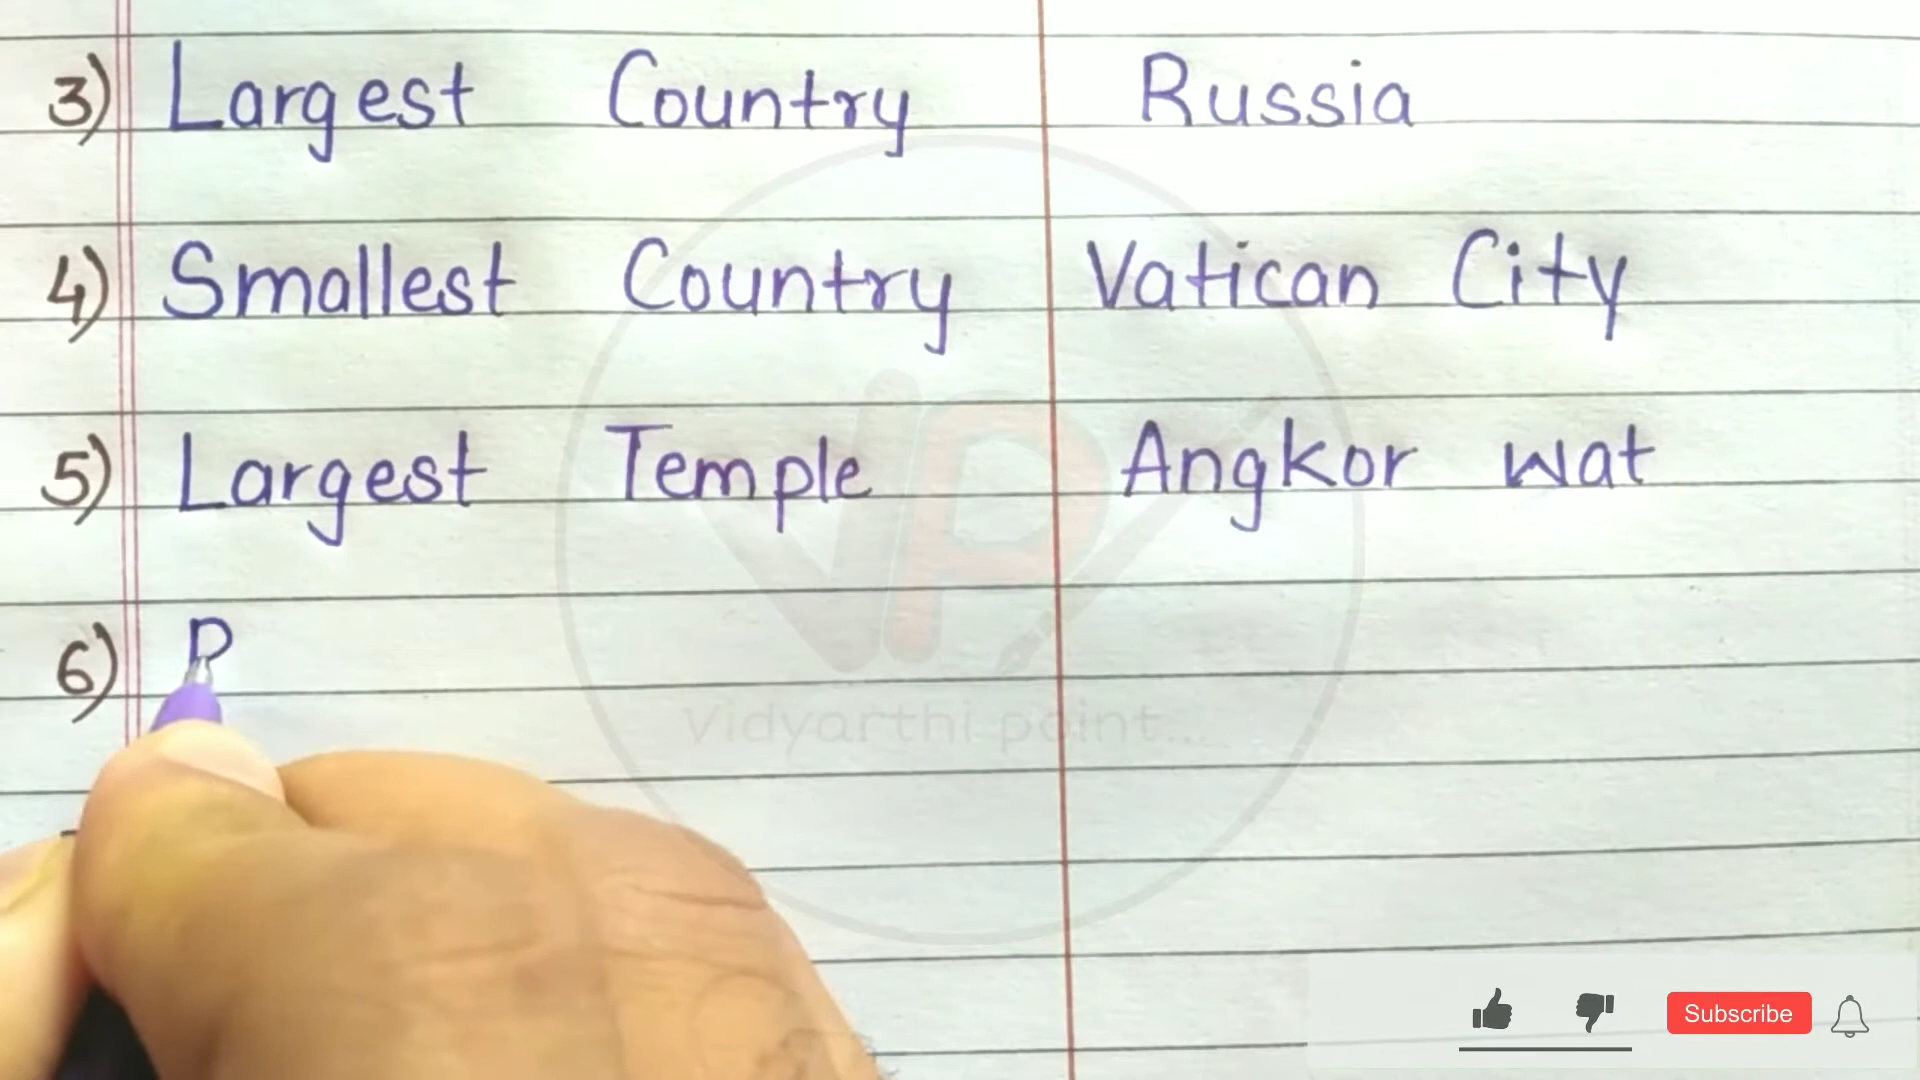 3) Largest Country Russia
4) Smallest Country Vatican City
5) Largest Temple Angkor wat
6) P
Vidyarthi point...
Subscribe